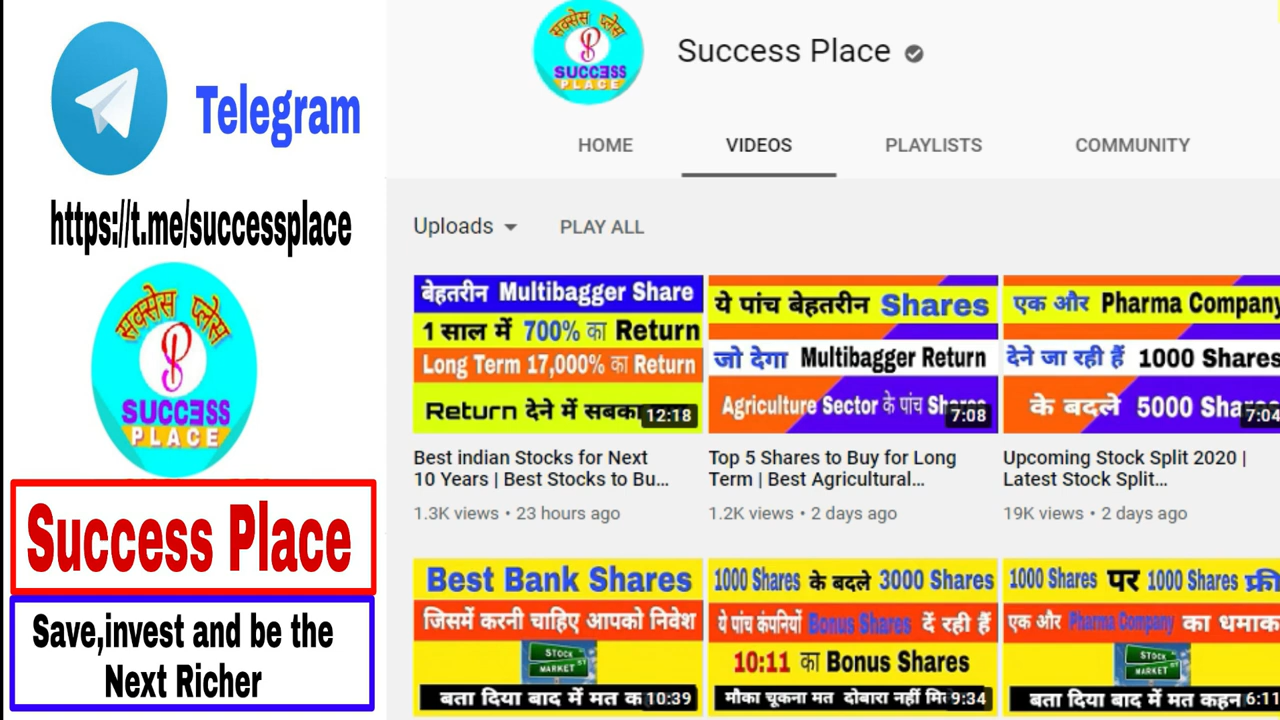 Telegram
https://t.me/successplace
सक्सेस प्लेस
SUCCESS
PLACE
Success Place
Save,invest and be the
Next Richer
सक्सेस प्लेस
SUCCESS
PLACE
Success Place
HOME VIDEOS PLAYLISTS COMMUNITY
Uploads PLAY ALL
बेहतरीन Multibagger Share
1 साल में 700% का Return
Long Term 17,000% का Return
Return देने में सबका
12:18
Best indian Stocks for Next
10 Years | Best Stocks to Bu...
1.3K views • 23 hours ago
ये पांच बेहतरीन Shares
जो देगा Multibagger Return
Agriculture Sector के पांच Shares
7:08
Top 5 Shares to Buy for Long
Term | Best Agricultural...
1.2K views • 2 days ago
एक और Pharma Company
देने जा रही हैं 1000 Shares
के बदले 5000 Sha
7:04
Upcoming Stock Split 2020 |
Latest Stock Split...
19K views • 2 days ago
Best Bank Shares
जिसमें करनी चाहिए आपको निवेश
STOCK
MARKET ST
बता दिया बाद में मत क
10:39
1000 Shares के बदले 3000 Shares
ये पांच कंपनियों Bonus Shares दें रही हैं
10:11 का Bonus Shares
मौका चूकना मत दोबारा नहीं मि
9:34
1000 Shares पर 1000 Shares फ्री
एक और Pharma Company का धमाक
STOCK
MARKET ST
बता दिया बाद में मत कहन
6:11